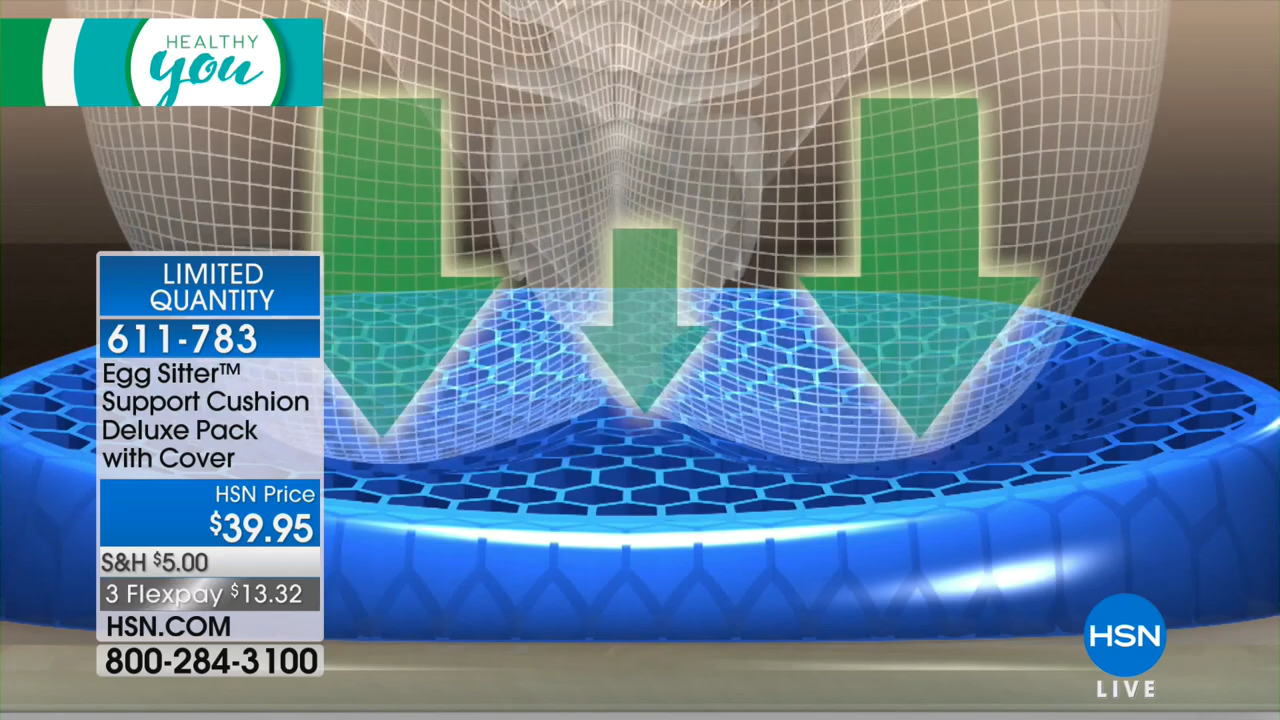 HEALTHY
you
LIMITED
QUANTITY
611-783
Egg Sitter™
Support Cushion
Deluxe Pack
with Cover
HSN Price
$39.95
S&H $5.00
3 Flexpay $13.32
HSN.COM
800-284-3100
HSN
LIVE